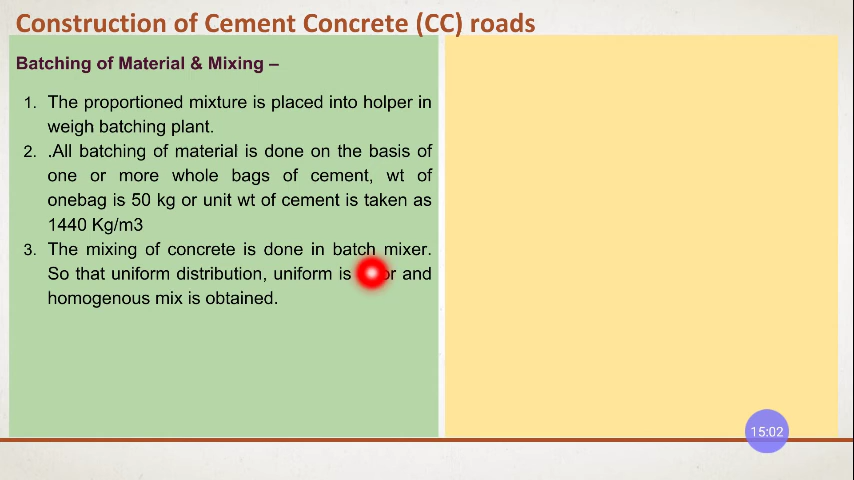 Construction of Cement Concrete (CC) roads
Batching of Material & Mixing –
1. The proportioned mixture is placed into holper in
weigh batching plant.
2. .All batching of material is done on the basis of
one or more whole bags of cement, wt of
onebag is 50 kg or unit wt of cement is taken as
1440 Kg/m3
3. The mixing of concrete is done in batch mixer.
So that uniform distribution, uniform is and
homogenous mix is obtained.
15:02